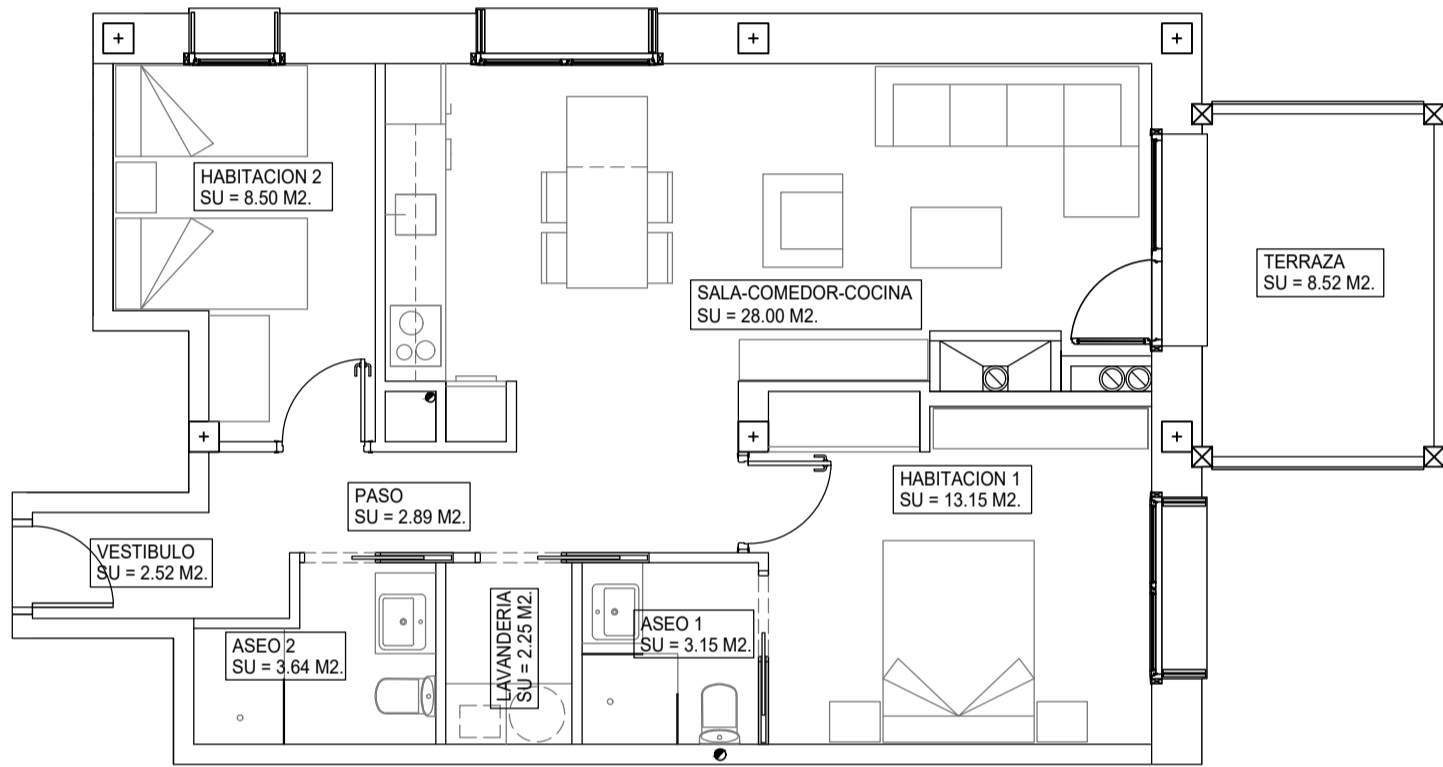 HABITACION 2
SU = 8.50 M2.
TERRAZA
SU = 8.52 M2.
SALA-COMEDOR-COCINA
SU = 28.00 M2.
HABITACION 1
SU = 13.15 M2.
PASO
SU = 2.89 M2.
VESTIBULO
SU = 2.52 M2.
LAVANDERIA
SU = 2.25 M2.
ASEO 1
SU = 3.15 M2.
ASEO 2
SU = 3.64 M2.